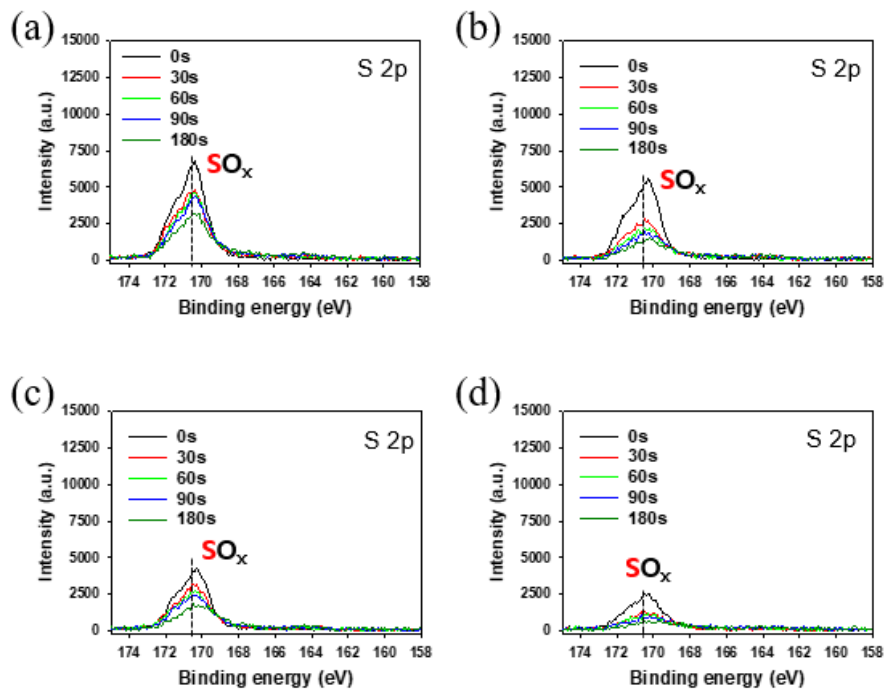 (a)
15000
12500
10000
7500
5000
2500
0
Intensity (a.u.)
0s
30s
60s
90s
180s
S 2p
SOx
174 172 170 168 166 164 162 160 158
Binding energy (eV)
(b)
15000
12500
10000
7500
5000
2500
0
Intensity (a.u.)
0s
30s
60s
90s
180s
S 2p
SOx
174 172 170 168 166 164 162 160 158
Binding energy (eV)
(c)
15000
12500
10000
7500
5000
2500
0
Intensity (a.u.)
0s
30s
60s
90s
180s
S 2p
SOx
174 172 170 168 166 164 162 160 158
Binding energy (eV)
(d)
15000
12500
10000
7500
5000
2500
0
Intensity (a.u.)
0s
30s
60s
90s
180s
S 2p
SOx
174 172 170 168 166 164 162 160 158
Binding energy (eV)